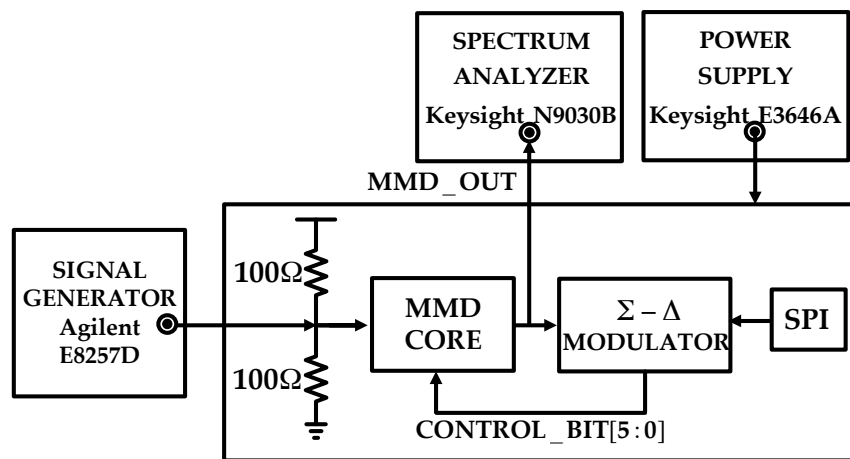 SPECTRUM
ANALYZER
Keysight N9030B
POWER
SUPPLY
Keysight E3646A
MMD_OUT
SIGNAL
GENERATOR
Agilent
E8257D
100Ω
100Ω
MMD
CORE
Σ − Δ
MODULATOR
SPI
CONTROL_BIT[5:0]